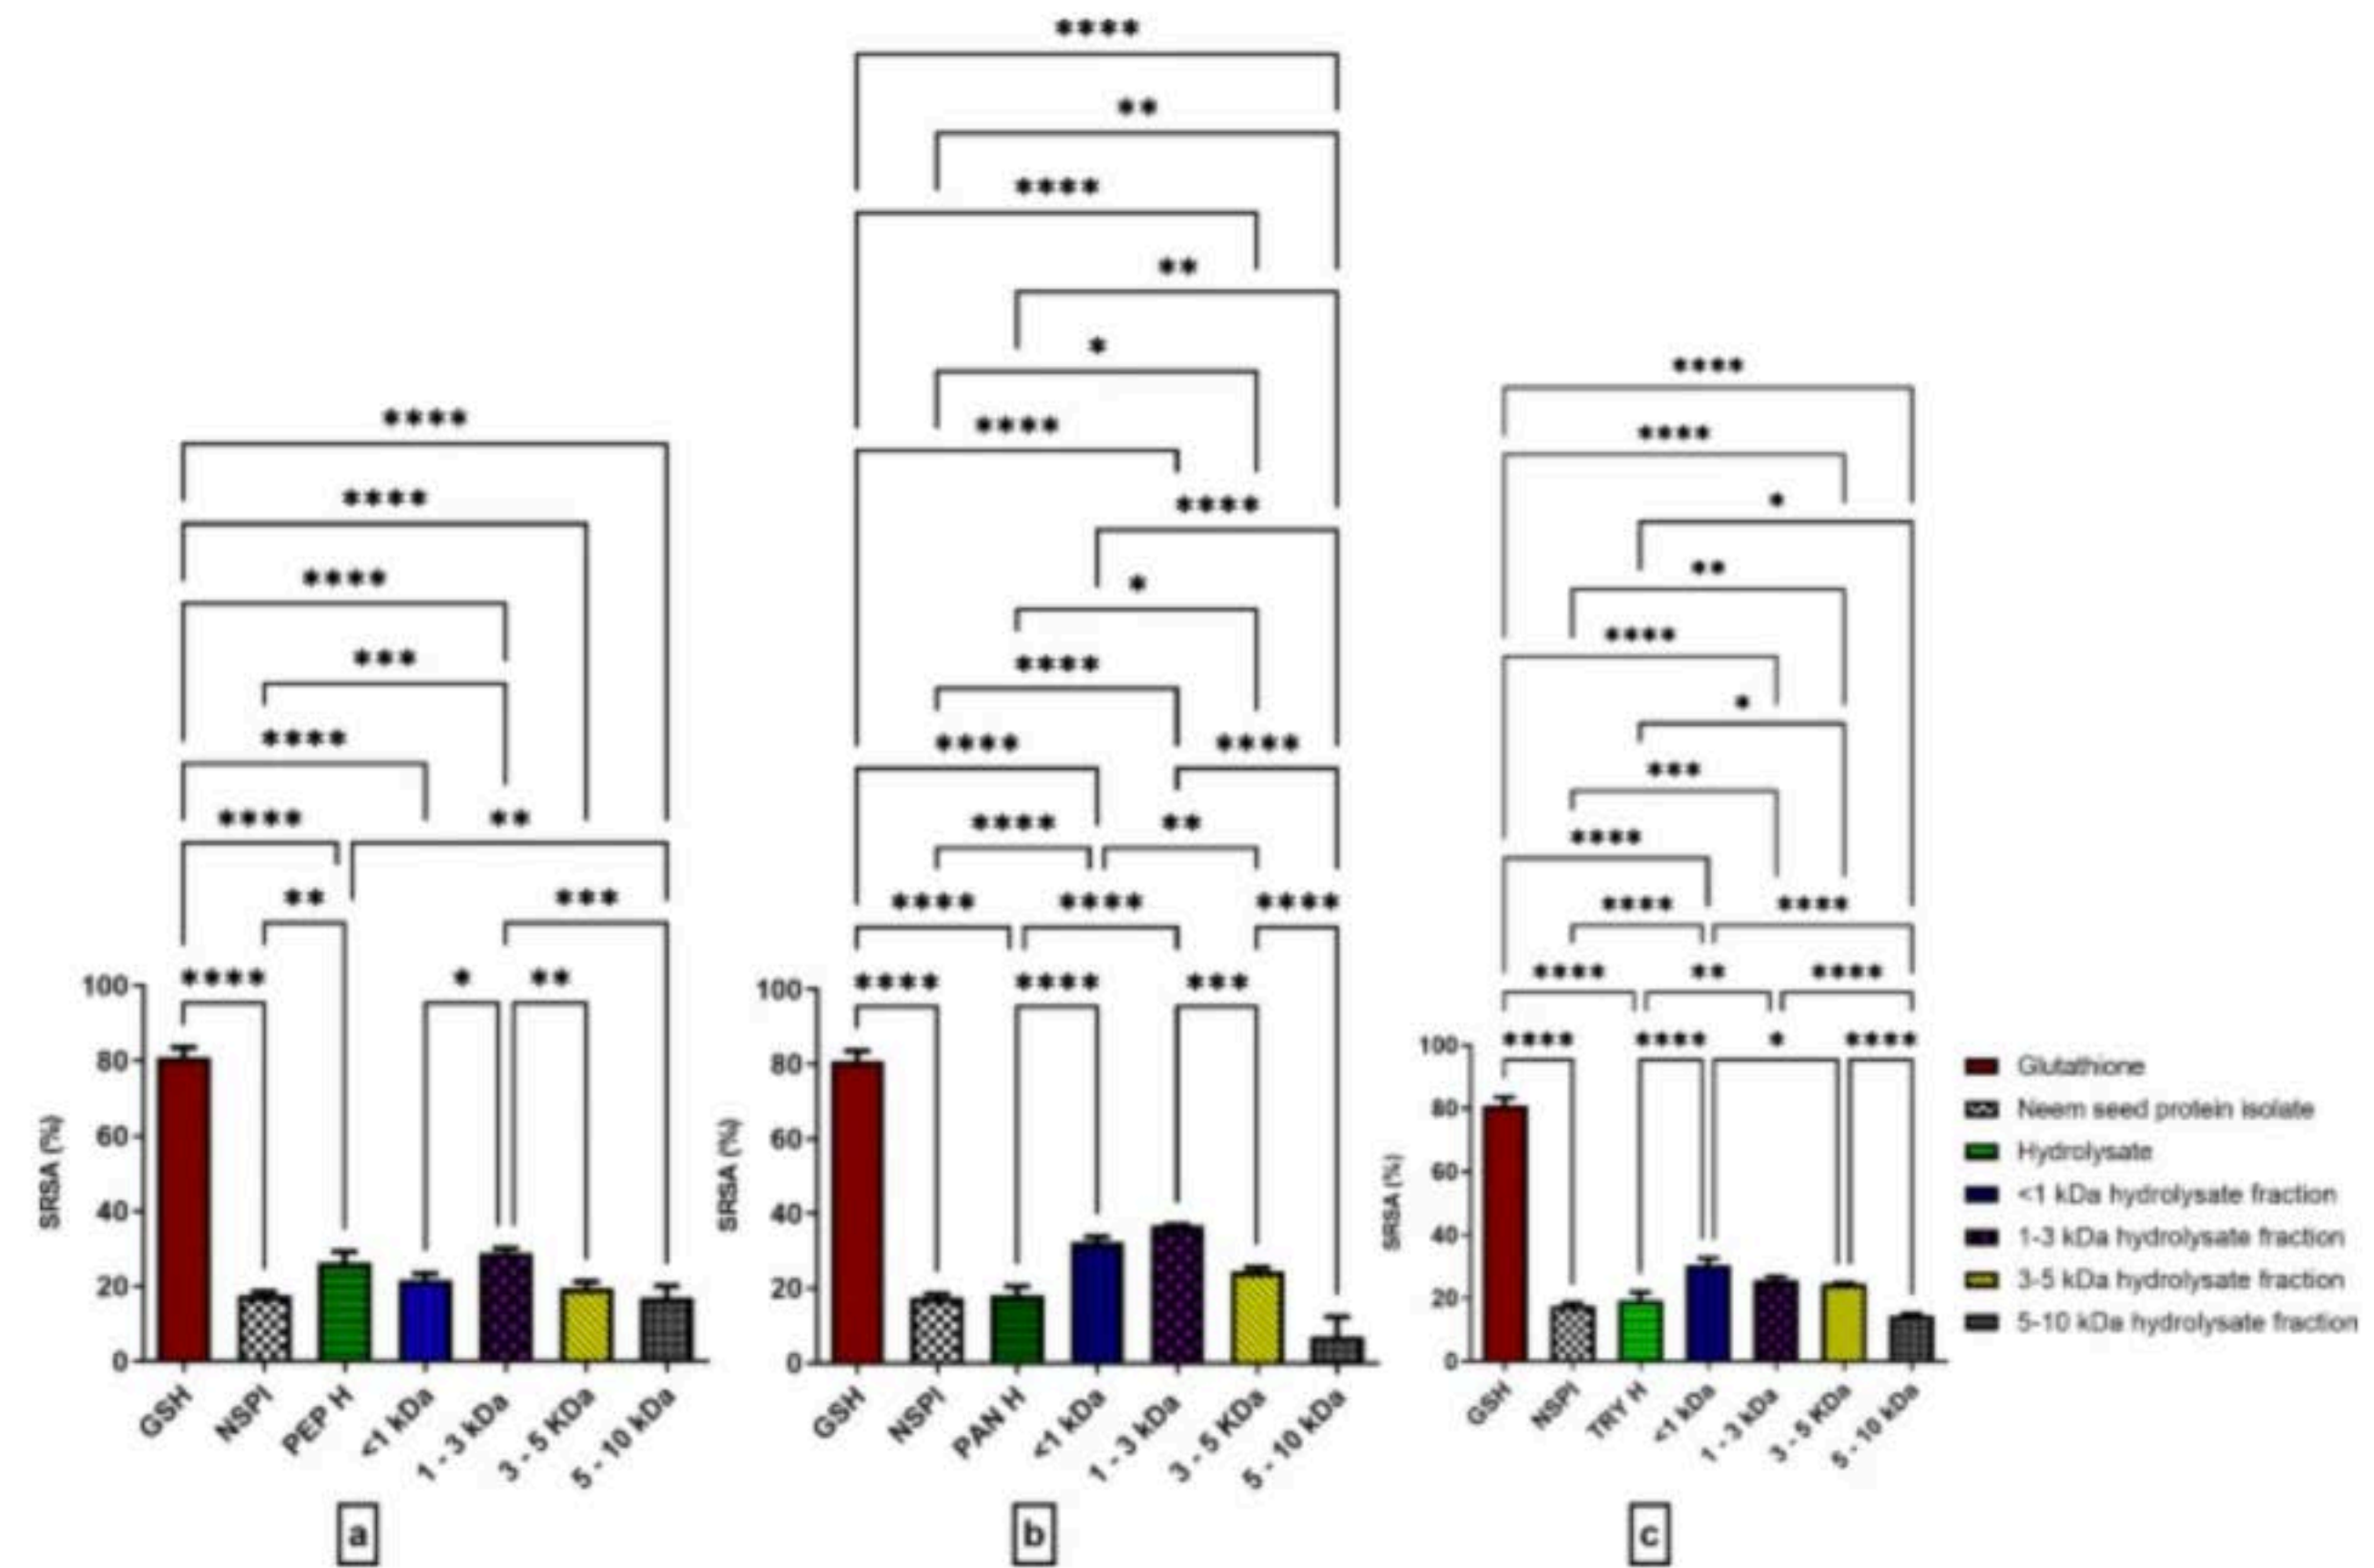 ****
**
****
**
*
****
****
*
****
**** ****
**** **
**** **** ****
**** **** ***
100
80
60
40
20
0
SRSA (%)
GSH
NSPI
PAN H
<1 kDa
1 - 3 kDa
3 - 5 KDa
5 - 10 kDa
b
****
****
****
***
****
**** **
** ***
**** * **
100
80
60
40
20
0
SRSA (%)
GSH
NSPI
PEP H
<1 kDa
1 - 3 kDa
3 - 5 KDa
5 - 10 kDa
a
****
****
*
**
****
*
***
****
**** ****
**** ** ****
**** **** * ****
100
80
60
40
20
0
SRSA (%)
GSH
NSPI
TRY H
<1 kDa
1 - 3 kDa
3 - 5 KDa
5 - 10 kDa
c
Glutathione
Neem seed protein isolate
Hydrolysate
<1 kDa hydrolysate fraction
1-3 kDa hydrolysate fraction
3-5 kDa hydrolysate fraction
5-10 kDa hydrolysate fraction